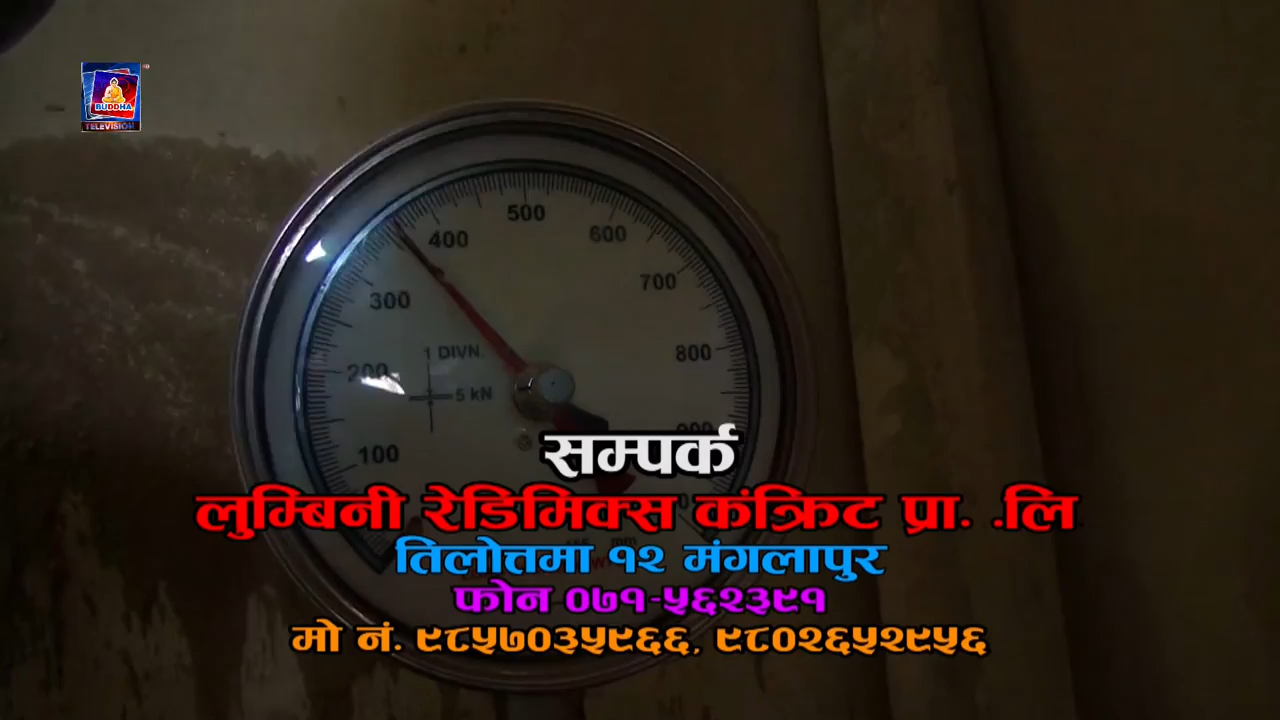 BUDDHA
TELEVISION
500
400
600
300
700
1 DIVN.
200
800
5 kN
900
100
सम्पर्क
लुम्बिनी रेडिमिक्स कंक्रिट प्रा. .लि
तिलोत्तमा १२ मंगलापुर
फोन ०७१-५६२३९१
मो नं. ९८५७०३५९६६, ९८०२६५२९५६